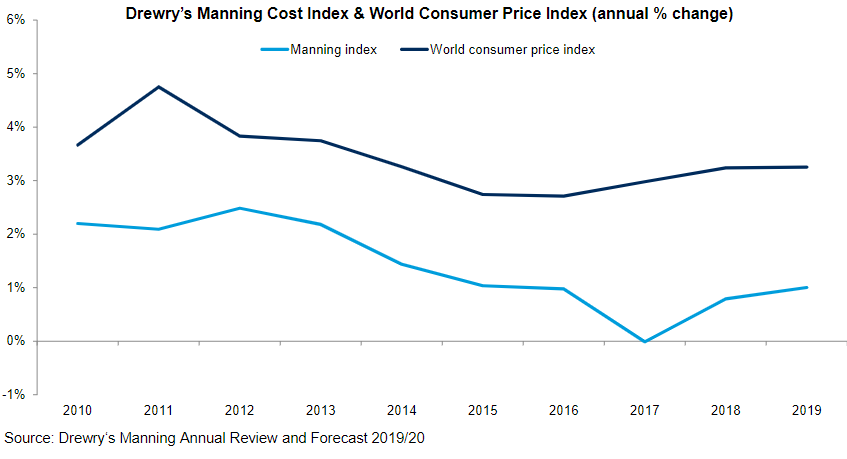 Drewry's Manning Cost Index & World Consumer Price Index (annual % change)
Manning index World consumer price index
6%
5%
4%
3%
2%
1%
0%
-1%
2010 2011 2012 2013 2014 2015 2016 2017 2018 2019
Source: Drewry's Manning Annual Review and Forecast 2019/20